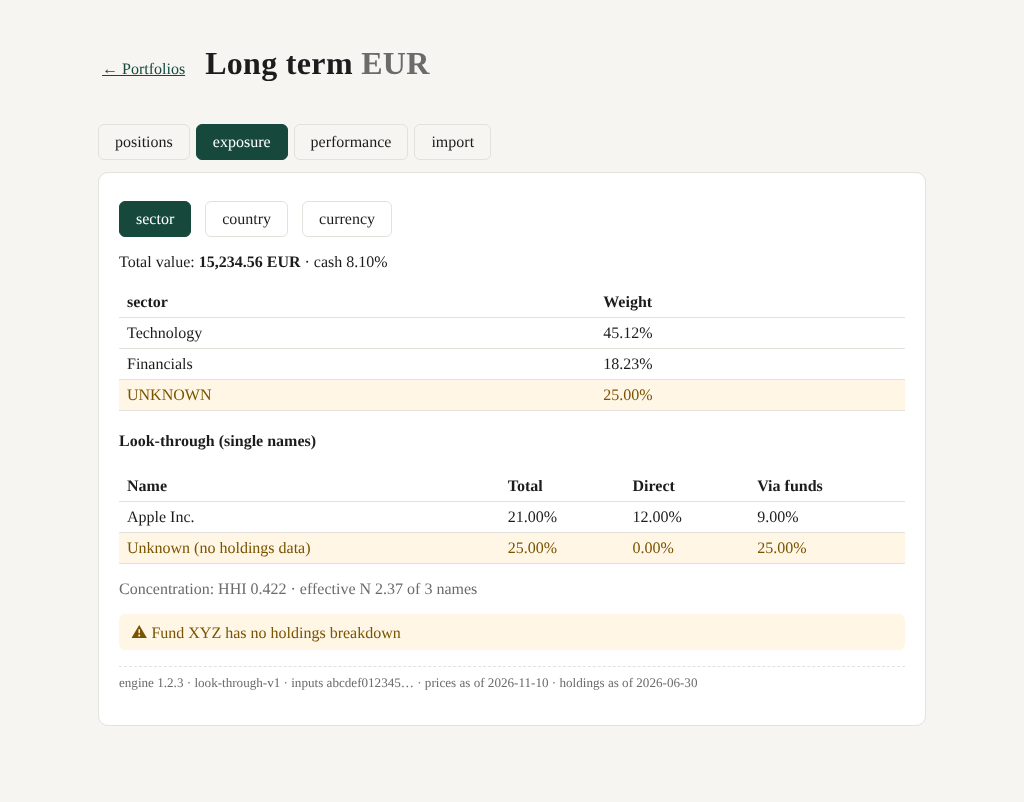 ← Portfolios Long term EUR
positions exposure performance import
sector country currency
Total value: 15,234.56 EUR · cash 8.10%
sector Weight
Technology 45.12%
Financials 18.23%
UNKNOWN 25.00%
Look-through (single names)
Name Total Direct Via funds
Apple Inc. 21.00% 12.00% 9.00%
Unknown (no holdings data) 25.00% 0.00% 25.00%
Concentration: HHI 0.422 · effective N 2.37 of 3 names
⚠ Fund XYZ has no holdings breakdown
engine 1.2.3 · look-through-v1 · inputs abcdef012345… · prices as of 2026-11-10 · holdings as of 2026-06-30